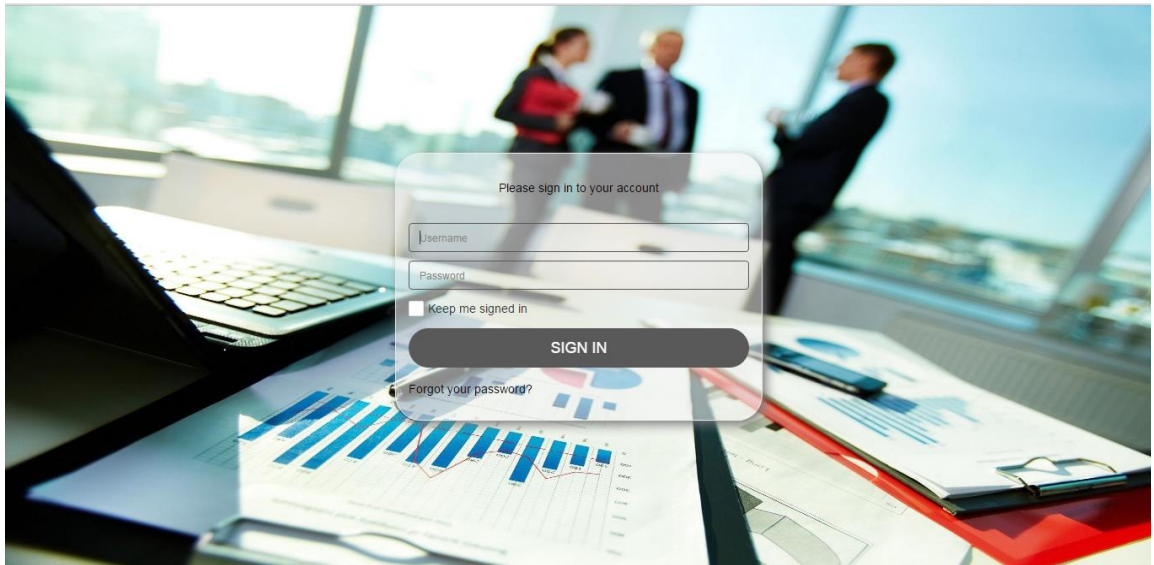 Please sign in to your account
Username
Password
Keep me signed in
SIGN IN
Forgot your password?